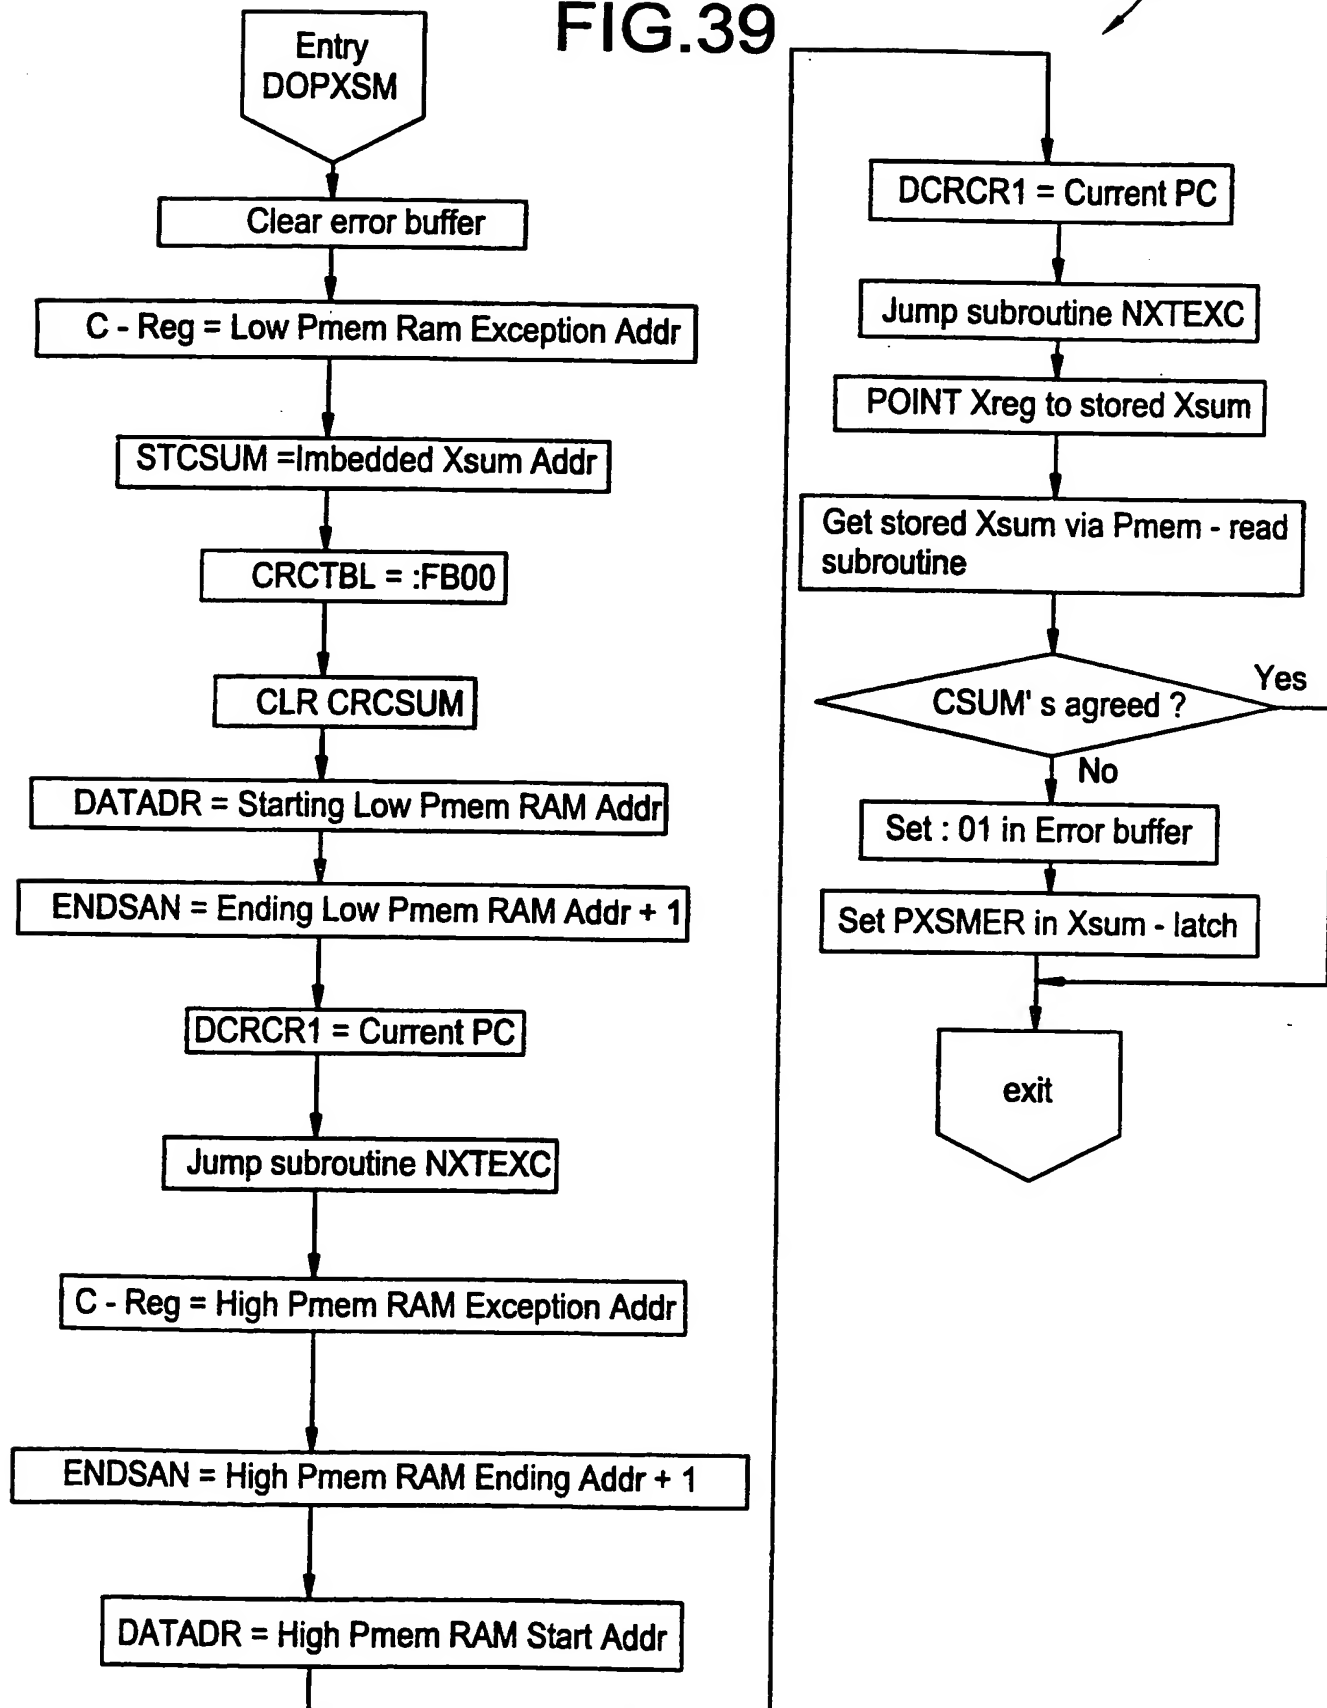 FIG.39
Entry
DOPXSM
Clear error buffer
C - Reg = Low Pmem Ram Exception Addr
STCSUM =Imbedded Xsum Addr
CRCTBL = :FB00
CLR CRCSUM
DATADR = Starting Low Pmem RAM Addr
ENDSAN = Ending Low Pmem RAM Addr + 1
DCRCR1 = Current PC
Jump subroutine NXTEXC
C - Reg = High Pmem RAM Exception Addr
ENDSAN = High Pmem RAM Ending Addr + 1
DATADR = High Pmem RAM Start Addr
DCRCR1 = Current PC
Jump subroutine NXTEXC
POINT Xreg to stored Xsum
Get stored Xsum via Pmem - read
subroutine
CSUM' s agreed ?
Yes
No
Set : 01 in Error buffer
Set PXSMER in Xsum - latch
exit